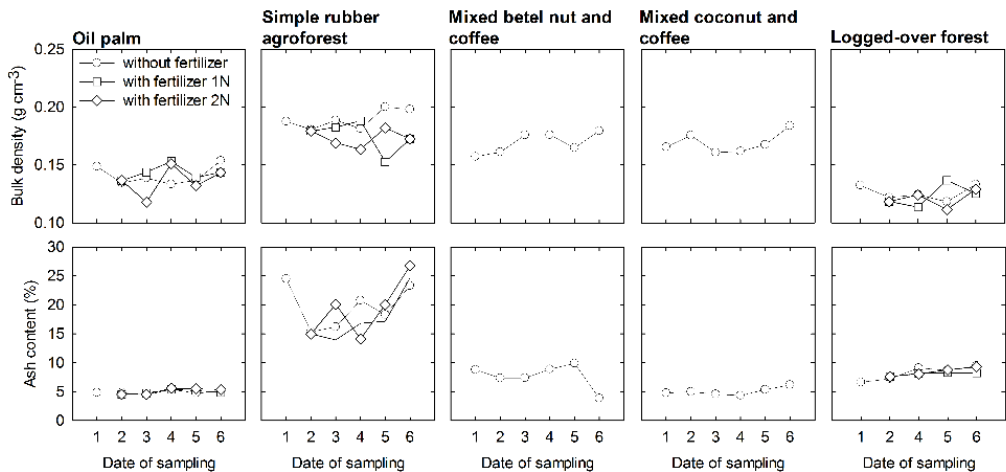 Oil palm
Simple rubber
agroforest
Mixed betel nut and
coffee
Mixed coconut and
coffee
Logged-over forest
Bulk density (g cm-3)
0.25
0.20
0.15
0.10
without fertilizer
with fertilizer 1N
with fertilizer 2N
Ash content (%)
30
25
20
15
10
5
0
1 2 3 4 5 6
1 2 3 4 5 6
1 2 3 4 5 6
1 2 3 4 5 6
1 2 3 4 5 6
Date of sampling
Date of sampling
Date of sampling
Date of sampling
Date of sampling